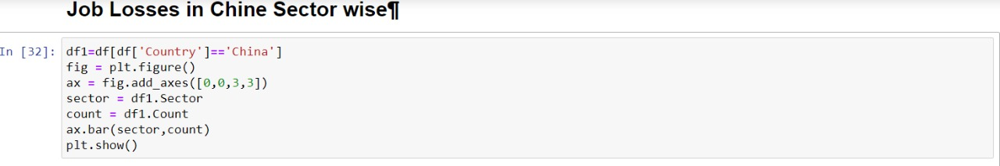 Job Losses in Chine Sector wise¶
In [32]: df1=df[df['Country']=='China']
fig = plt.figure()
ax = fig.add_axes([0,0,3,3])
sector = df1.Sector
count = df1.Count
ax.bar(sector,count)
plt.show()